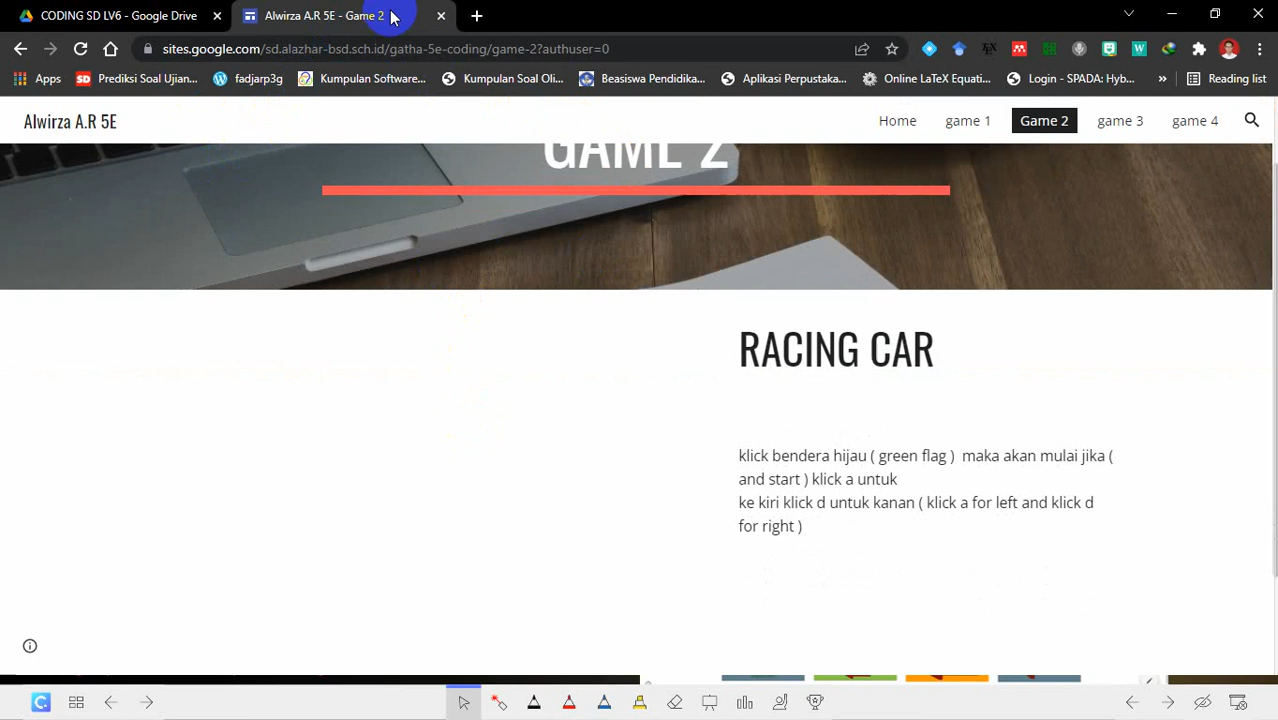 CODING SD LV6 - Google Drive
Alwirza A.R 5E - Game 2
sites.google.com/sd.alazhar-bsd.sch.id/gatha-5e-coding/game-2?authuser=0
Apps
SD Prediksi Soal Ujian...
fadjarp3g
Kumpulan Software...
Kumpulan Soal Oli...
Beasiswa Pendidika...
Aplikasi Perpustaka...
Online LaTeX Equati...
Login - SPADA: Hyb...
Reading list
Alwirza A.R 5E
Home
game 1
Game 2
game 3
game 4
GAME 2
RACING CAR
klick bendera hijau ( green flag ) maka akan mulai jika (
and start ) klick a untuk
ke kiri klick d untuk kanan ( klick a for left and klick d
for right )